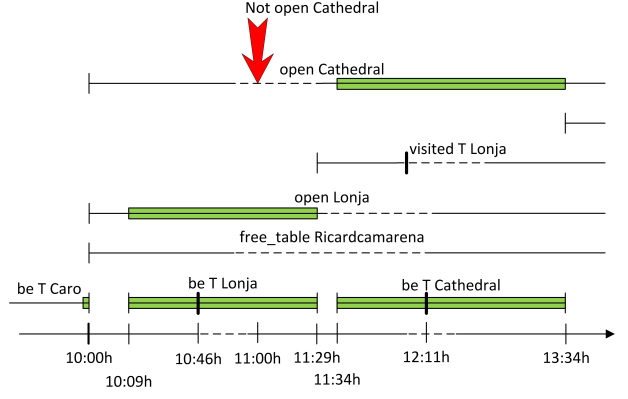 Not open Cathedral
open Cathedral
visited T Lonja
open Lonja
free_table Ricardcamarena
be T Caro
be T Lonja
be T Cathedral
10:00h
10:46h
11:00h
11:29h
12:11h
13:34h
10:09h
11:34h